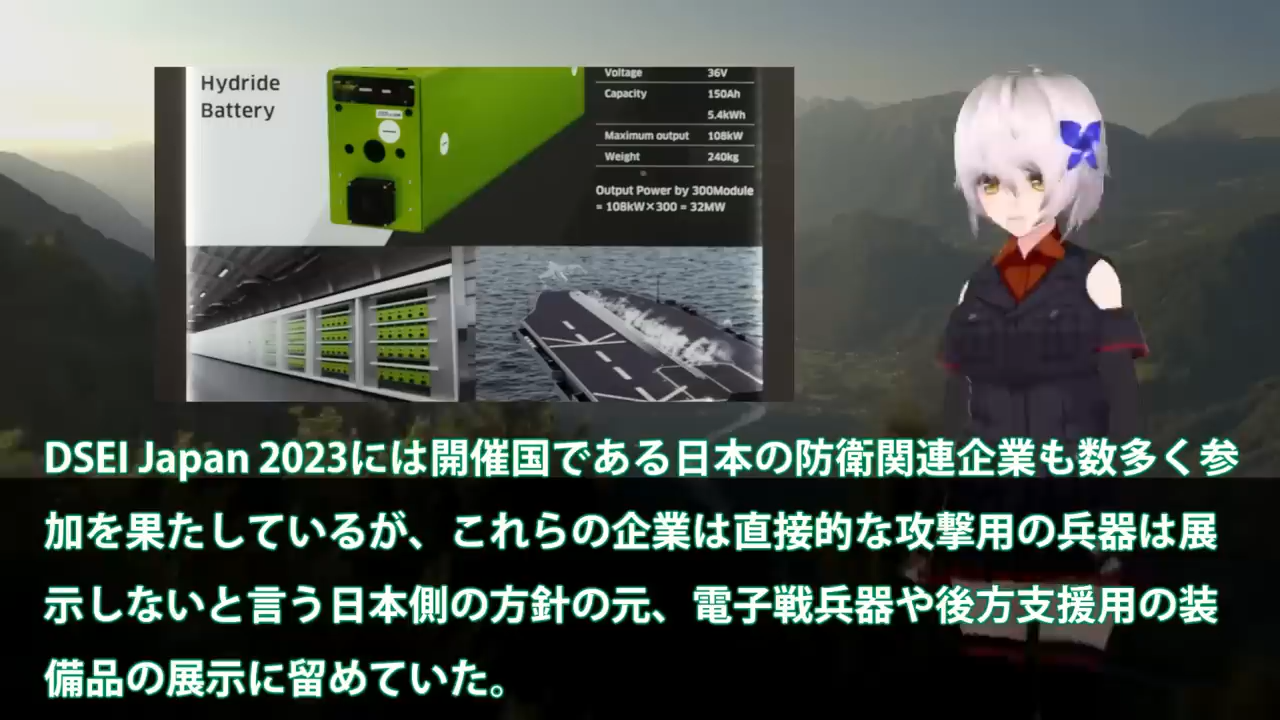 Hydride
Battery
Voltage 36V
Capacity 150Ah
5.4kWh
Maximum output 108kW
Weight 240kg
Output Power by 300Module
= 108kW×300 = 32MW
DSEI Japan 2023には開催国である日本の防衛関連企業も数多く参
加を果たしているが、これらの企業は直接的な攻撃用の兵器は展
示しないと言う日本側の方針の元、電子戦兵器や後方支援用の装
備品の展示に留めていた。